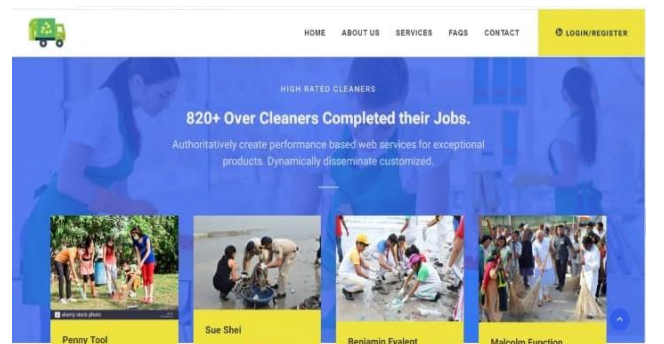 HOME ABOUT US SERVICES FAQS CONTACT LOGIN/REGISTER
HIGH RATED CLEANERS
820+ Over Cleaners Completed their Jobs.
Authoritatively create performance based web services for exceptional
products. Dynamically disseminate customized.
alamy stock photo
Penny Tool
Sue Shei
Benjamin Evalent
Malcolm Function